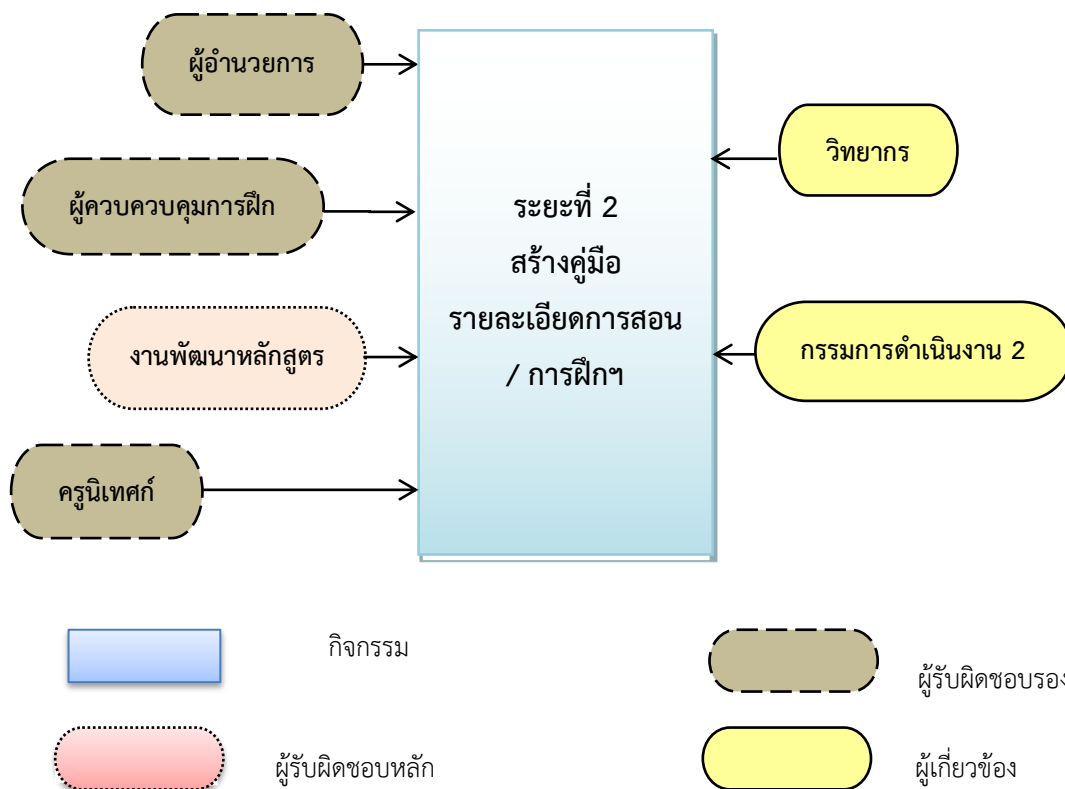 ผู้อำนวยการ
วิทยากร
ผู้ควบควบคุมการฝึก
ระยะที่ 2
สร้างคู่มือ
รายละเอียดการสอน
/ การฝึกฯ
งานพัฒนาหลักสูตร
กรรมการดำเนินงาน 2
ครูนิเทศก์
กิจกรรม
ผู้รับผิดชอบรอง
ผู้รับผิดชอบหลัก
ผู้เกี่ยวข้อง